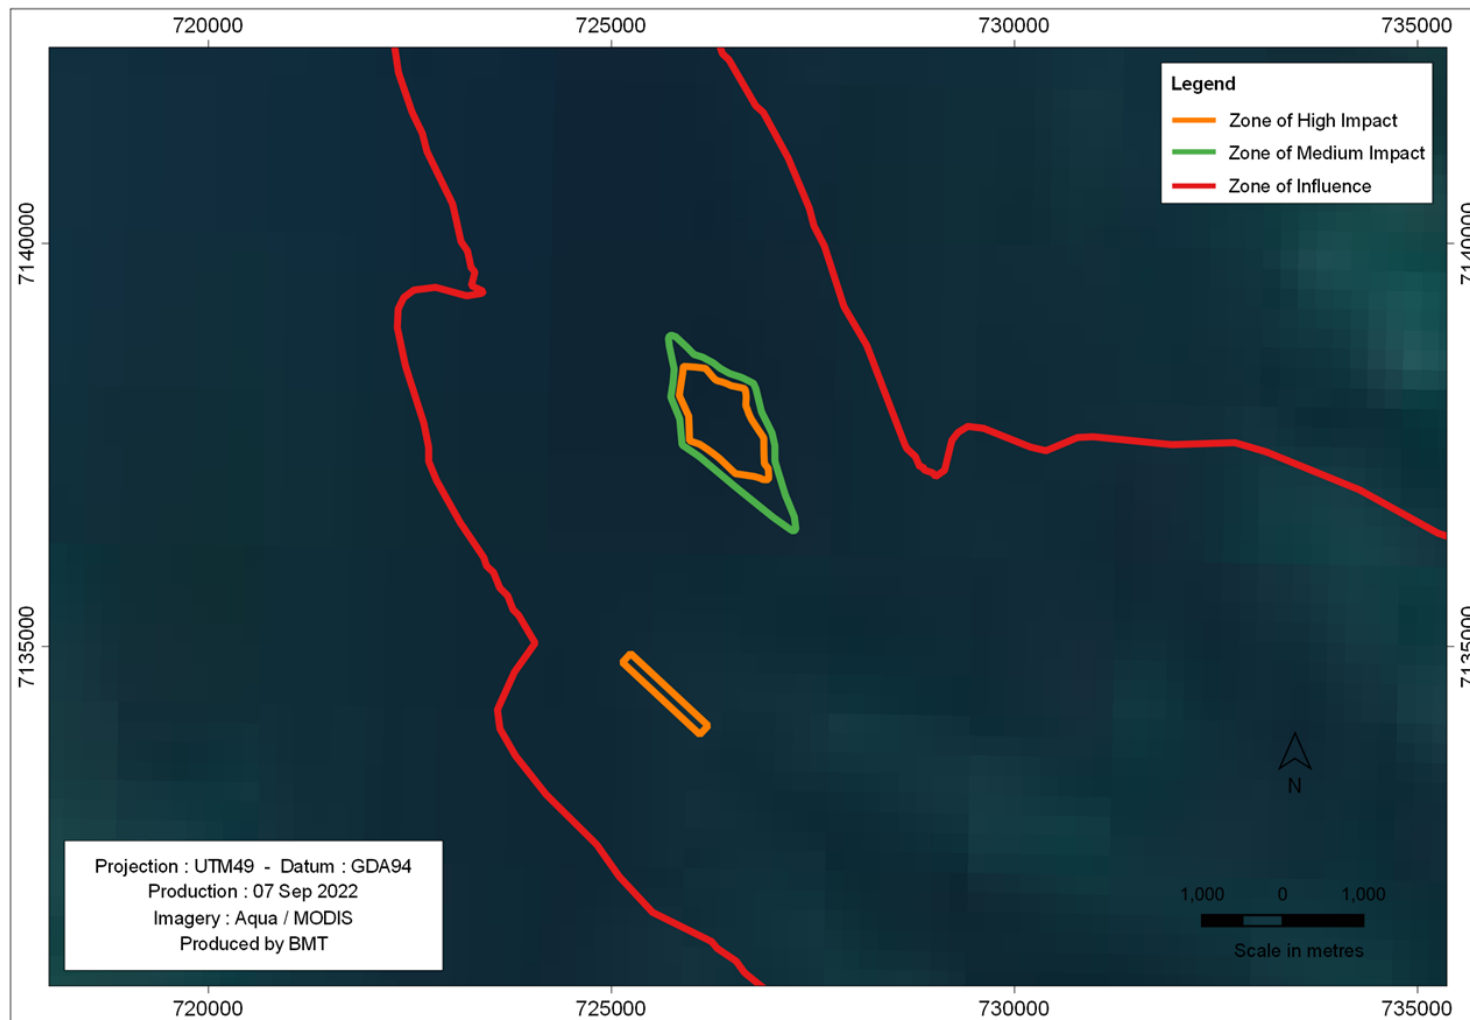 720000
725000
730000
735000
Legend
Zone of High Impact
Zone of Medium Impact
Zone of Influence
7140000
7140000
7135000
7135000
N
Projection : UTM49 - Datum : GDA94
Production : 07 Sep 2022
Imagery : Aqua / MODIS
Produced by BMT
1,000 0 1,000
Scale in metres
720000
725000
730000
735000